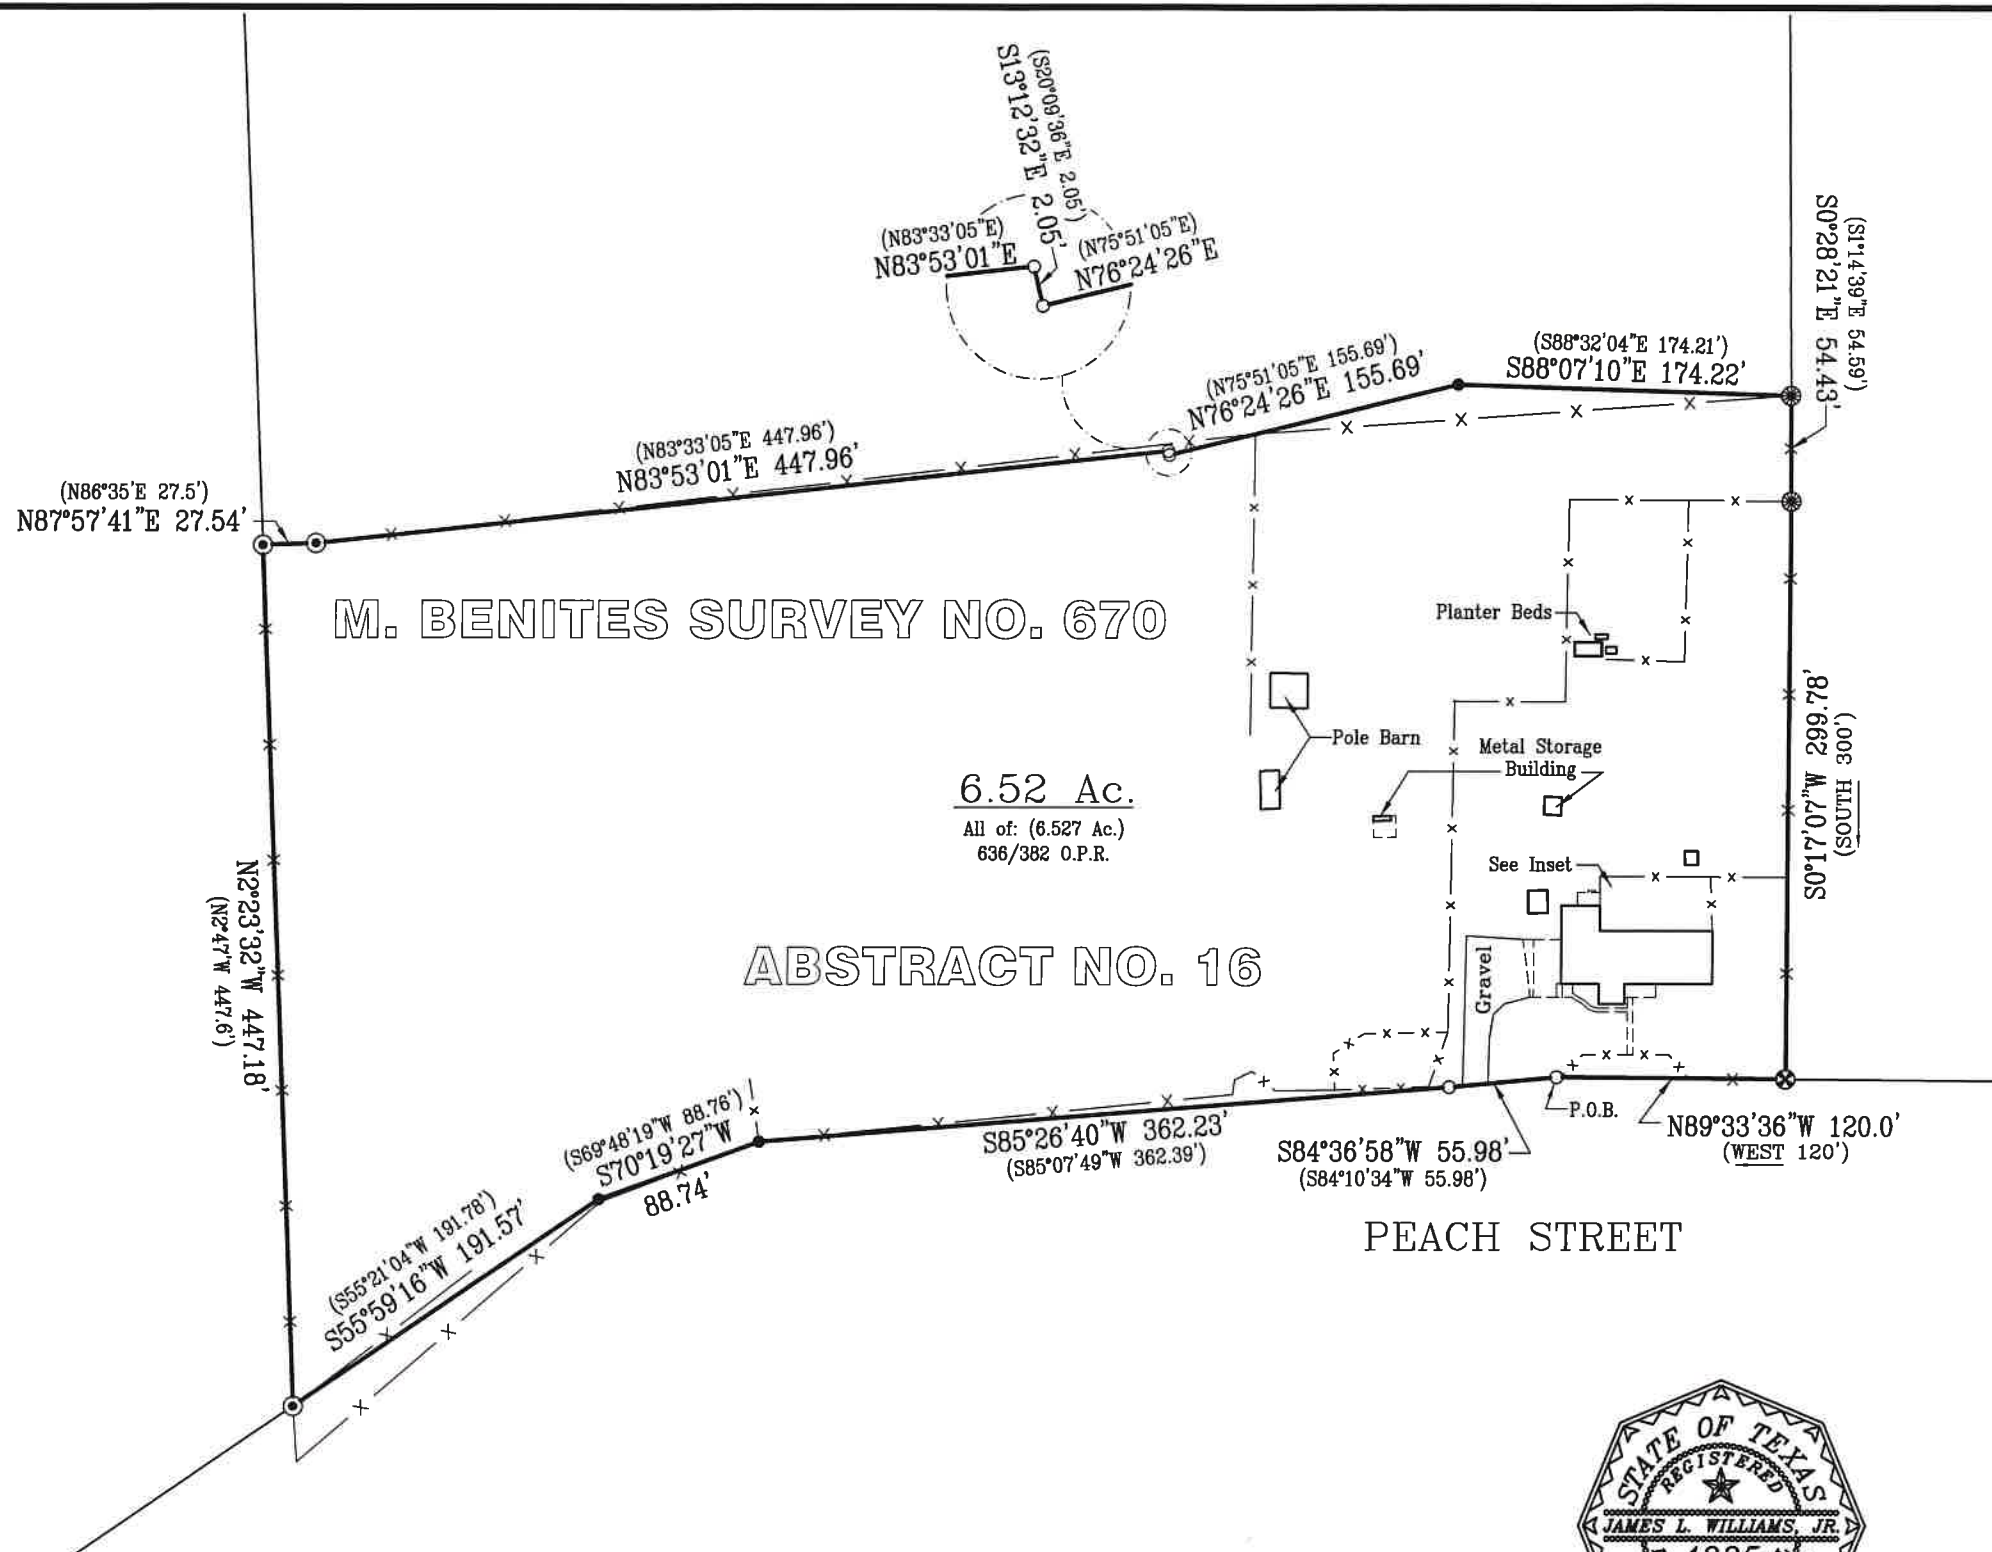 (S20°09'36"E 2.05')
S13°12'32"E 2.05'
(N83°33'05"E)
N83°53'01"E
(N75°51'05"E)
N76°24'26"E
(S1°14'39"E 54.59')
S0°28'21"E 54.43'
(S88°32'04"E 174.21')
S88°07'10"E 174.22'
(N75°51'05"E 155.69')
N76°24'26"E 155.69'
(N83°33'05"E 447.96')
N83°53'01"E 447.96'
(N86°35'E 27.5')
N87°57'41"E 27.54'
M. BENITES SURVEY NO. 670
Planter Beds
(SOUTH 300')
S0°17'07"W 299.78'
Pole Barn
Metal Storage
Building
6.52 Ac.
All of: (6.527 Ac.)
636/382 O.P.R.
See Inset
N2°23'32"W 447.18'
(N2°47'W 447.6')
ABSTRACT NO. 16
Gravel
P.O.B.
N89°33'36"W 120.0'
(WEST 120')
S84°36'58"W 55.98'
(S84°10'34"W 55.98')
S85°26'40"W 362.23'
(S85°07'49"W 362.39')
(S69°48'19"W 88.76')
S70°19'27"W
88.74'
(S55°21'04"W 191.78')
S55°59'16"W 191.57'
PEACH STREET
STATE OF TEXAS
REGISTERED
JAMES L. WILLIAMS, JR.